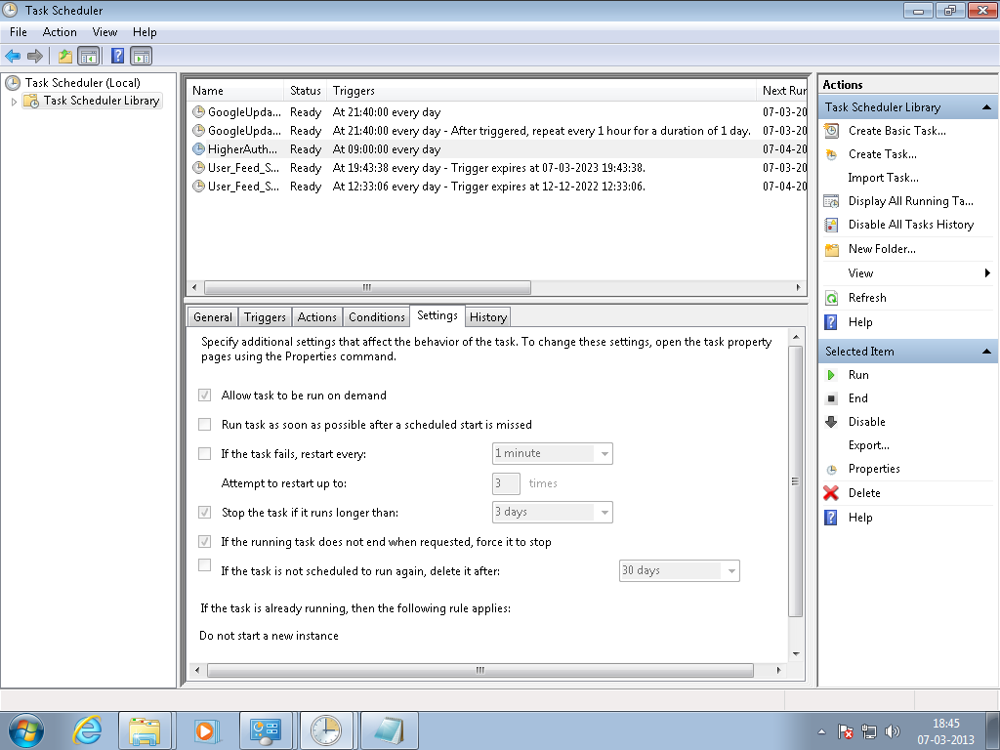 Task Scheduler
File Action View Help
Task Scheduler (Local)
Task Scheduler Library
Name Status Triggers Next Run
GoogleUpda... Ready At 21:40:00 every day 07-03-20
GoogleUpda... Ready At 21:40:00 every day - After triggered, repeat every 1 hour for a duration of 1 day. 07-03-20
HigherAuth... Ready At 09:00:00 every day 07-04-20
User_Feed_S... Ready At 19:43:38 every day - Trigger expires at 07-03-2023 19:43:38. 07-03-20
User_Feed_S... Ready At 12:33:06 every day - Trigger expires at 12-12-2022 12:33:06. 07-04-20
General Triggers Actions Conditions Settings History
Specify additional settings that affect the behavior of the task. To change these settings, open the task property
pages using the Properties command.
Allow task to be run on demand
Run task as soon as possible after a scheduled start is missed
If the task fails, restart every: 1 minute
Attempt to restart up to: 3 times
Stop the task if it runs longer than: 3 days
If the running task does not end when requested, force it to stop
If the task is not scheduled to run again, delete it after: 30 days
If the task is already running, then the following rule applies:
Do not start a new instance
Actions
Task Scheduler Library
Create Basic Task...
Create Task...
Import Task...
Display All Running Ta...
Disable All Tasks History
New Folder...
View
Refresh
Help
Selected Item
Run
End
Disable
Export...
Properties
Delete
Help
18:45
07-03-2013